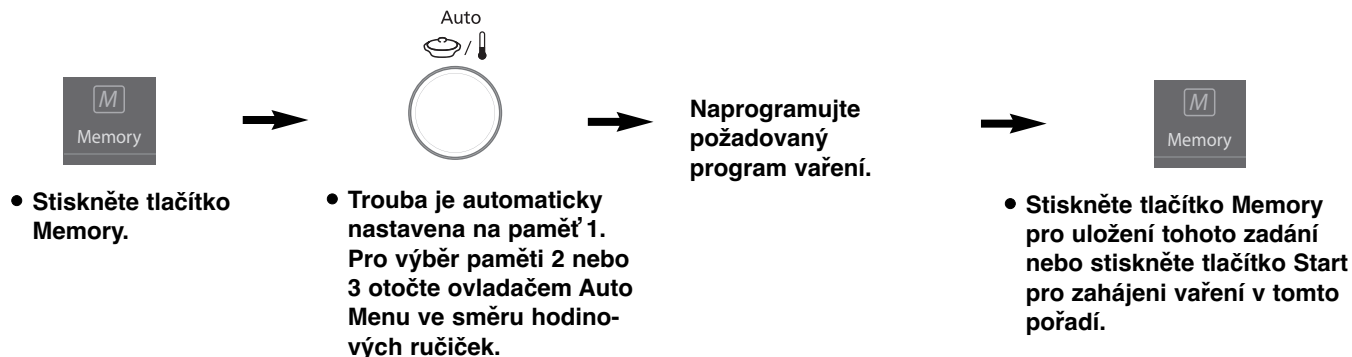 M
Memory
• Stiskněte tlačítko
Memory.
Auto
/
• Trouba je automaticky
nastavena na paměť 1.
Pro výběr paměti 2 nebo
3 otočte ovladačem Auto
Menu ve směru hodino-
vých ručiček.
Naprogramujte
požadovaný
program vaření.
M
Memory
• Stiskněte tlačítko Memory
pro uložení tohoto zadání
nebo stiskněte tlačítko Start
pro zahájeni vaření v tomto
pořadí.